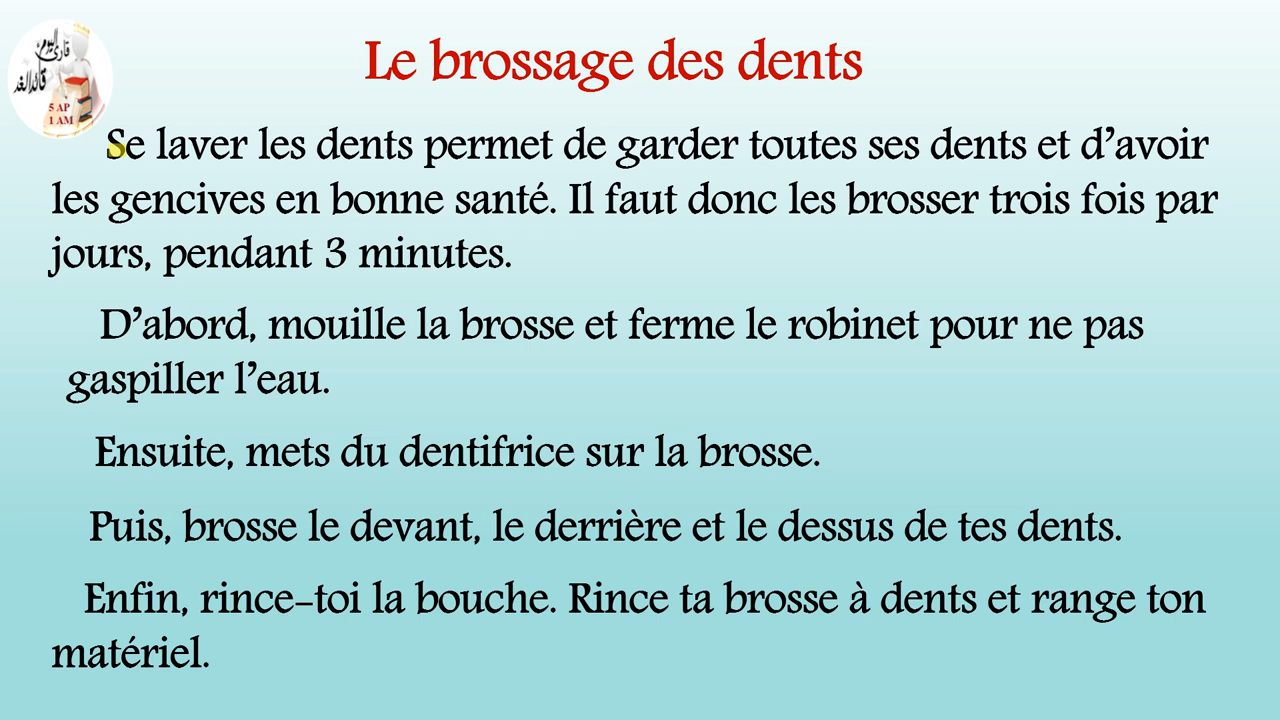 قارئ اليوم
قائد الغد
5 AP
1 AM
Le brossage des dents
Se laver les dents permet de garder toutes ses dents et d’avoir
les gencives en bonne santé. Il faut donc les brosser trois fois par
jours, pendant 3 minutes.
D’abord, mouille la brosse et ferme le robinet pour ne pas
gaspiller l’eau.
Ensuite, mets du dentifrice sur la brosse.
Puis, brosse le devant, le derrière et le dessus de tes dents.
Enfin, rince-toi la bouche. Rince ta brosse à dents et range ton
matériel.